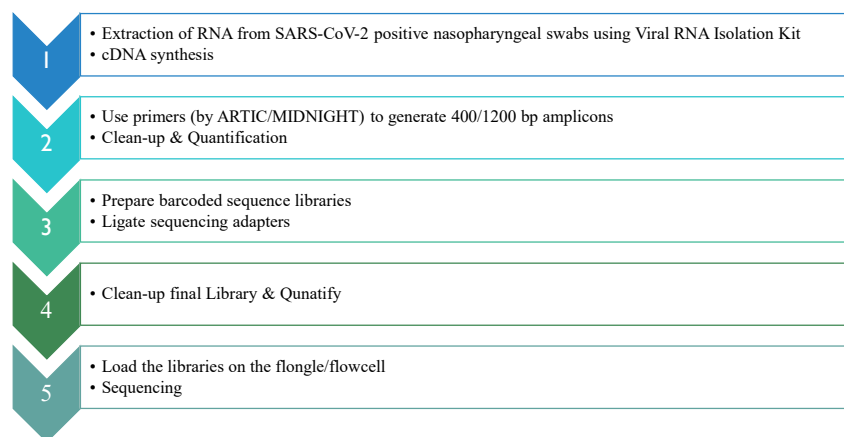 1
• Extraction of RNA from SARS-CoV-2 positive nasopharyngeal swabs using Viral RNA Isolation Kit
• cDNA synthesis
2
• Use primers (by ARTIC/MIDNIGHT) to generate 400/1200 bp amplicons
• Clean-up & Quantification
3
• Prepare barcoded sequence libraries
• Ligate sequencing adapters
4
• Clean-up final Library & Qunatify
5
• Load the libraries on the flongle/flowcell
• Sequencing